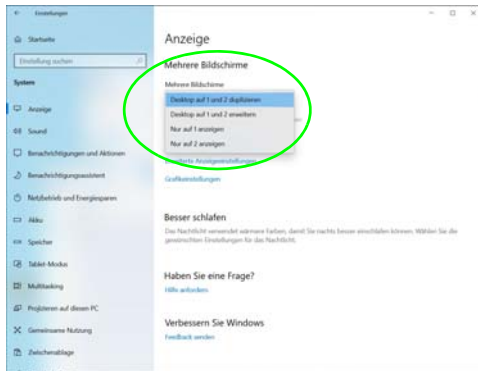 Einstellungen
Startseite
Einstellung suchen
System
Anzeige
Sound
Benachrichtigungen und Aktionen
Benachrichtigungsassistent
Netzbetrieb und Energiesparen
Akku
Speicher
Tablet-Modus
Multitasking
Projizieren auf diesen PC
Gemeinsame Nutzung
Zwischenablage
Anzeige
Mehrere Bildschirme
Mehrere Bildschirme
Desktop auf 1 und 2 duplizieren
Desktop auf 1 und 2 erweitern
Nur auf 1 anzeigen
Nur auf 2 anzeigen
Erweiterte Anzeigeeinstellungen
Grafikeinstellungen
Besser schlafen
Das Nachtlicht verwendet wärmere Farben, damit Sie nachts besser einschlafen können. Wählen Sie die
gewünschten Einstellungen für das Nachtlicht.
Haben Sie eine Frage?
Hilfe anfordern
Verbessern Sie Windows
Feedback senden